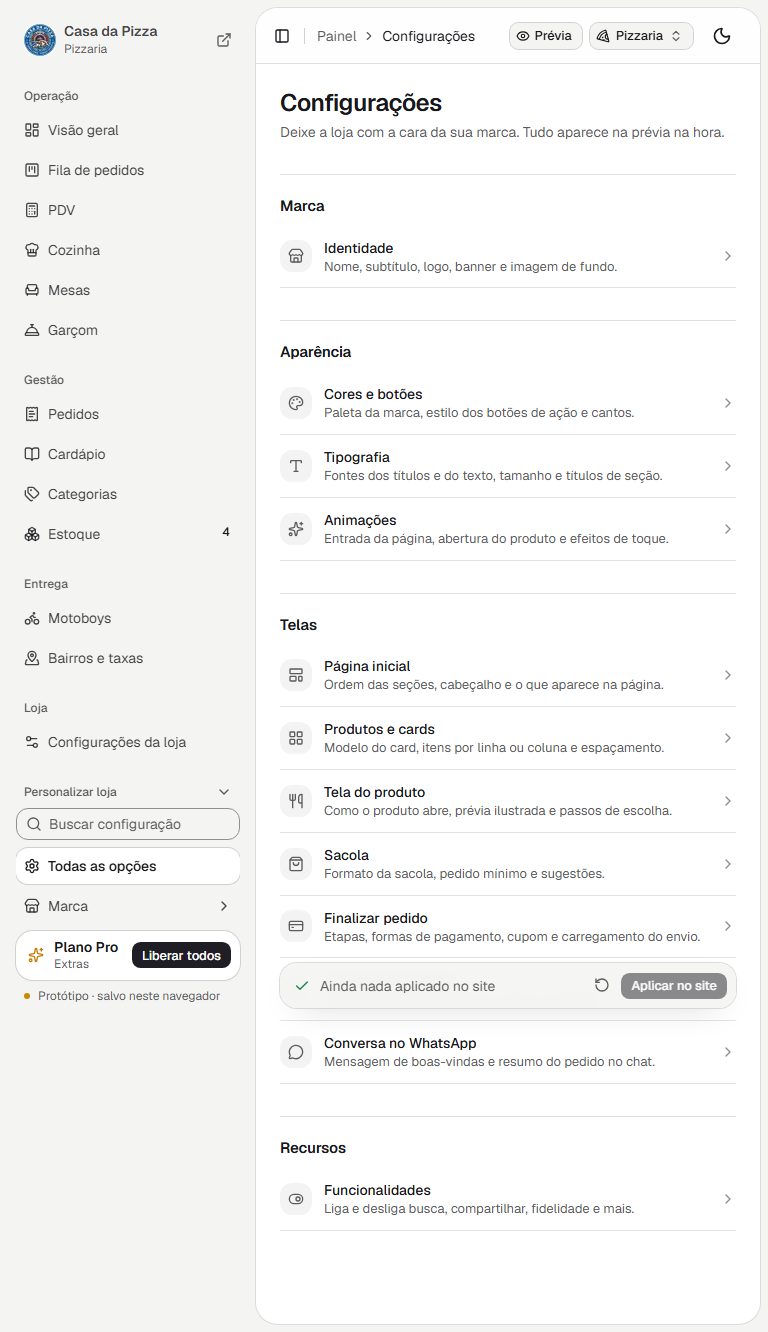 Casa da Pizza
Pizzaria
Operação
Visão geral
Fila de pedidos
PDV
Cozinha
Mesas
Garçom
Gestão
Pedidos
Cardápio
Categorias
Estoque 4
Entrega
Motoboys
Bairros e taxas
Loja
Configurações da loja
Personalizar loja
Buscar configuração
Todas as opções
Marca
Plano Pro
Extras
Liberar todos
Protótipo · salvo neste navegador
Painel > Configurações
Prévia
Pizzaria
Configurações
Deixe a loja com a cara da sua marca. Tudo aparece na prévia na hora.
Marca
Identidade
Nome, subtítulo, logo, banner e imagem de fundo.
Aparência
Cores e botões
Paleta da marca, estilo dos botões de ação e cantos.
Tipografia
Fontes dos títulos e do texto, tamanho e títulos de seção.
Animações
Entrada da página, abertura do produto e efeitos de toque.
Telas
Página inicial
Ordem das seções, cabeçalho e o que aparece na página.
Produtos e cards
Modelo do card, itens por linha ou coluna e espaçamento.
Tela do produto
Como o produto abre, prévia ilustrada e passos de escolha.
Sacola
Formato da sacola, pedido mínimo e sugestões.
Finalizar pedido
Etapas, formas de pagamento, cupom e carregamento do envio.
Ainda nada aplicado no site
Aplicar no site
Conversa no WhatsApp
Mensagem de boas-vindas e resumo do pedido no chat.
Recursos
Funcionalidades
Liga e desliga busca, compartilhar, fidelidade e mais.